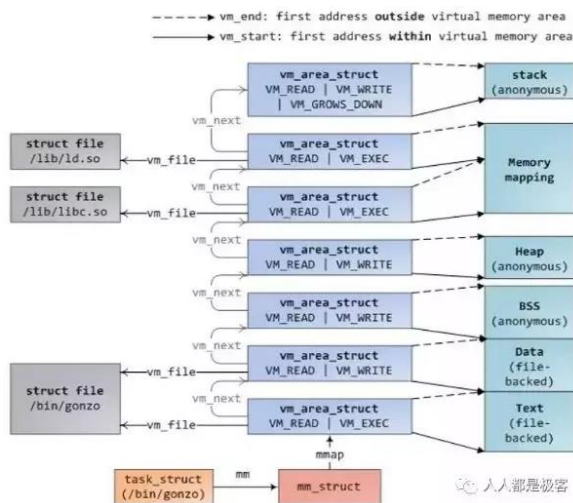 vm_end: first address outside virtual memory area
vm_start: first address within virtual memory area
vm_area_struct
VM_READ | VM_WRITE
| VM_GROWS_DOWN
stack
(anonymous)
vm_next
struct file
/lib/ld.so
vm_file
vm_area_struct
VM_READ | VM_EXEC
Memory
mapping
vm_next
struct file
/lib/libc.so
vm_file
vm_area_struct
VM_READ | VM_EXEC
vm_next
vm_area_struct
VM_READ | VM_WRITE
Heap
(anonymous)
vm_next
vm_area_struct
VM_READ | VM_WRITE
BSS
(anonymous)
vm_next
struct file
/bin/gonzo
vm_file
vm_area_struct
VM_READ | VM_WRITE
Data
(file-
backed)
vm_next
vm_file
vm_area_struct
VM_READ | VM_EXEC
Text
(file-
backed)
mmap
task_struct
(/bin/gonzo)
mm
mm_struct
人人都是极客